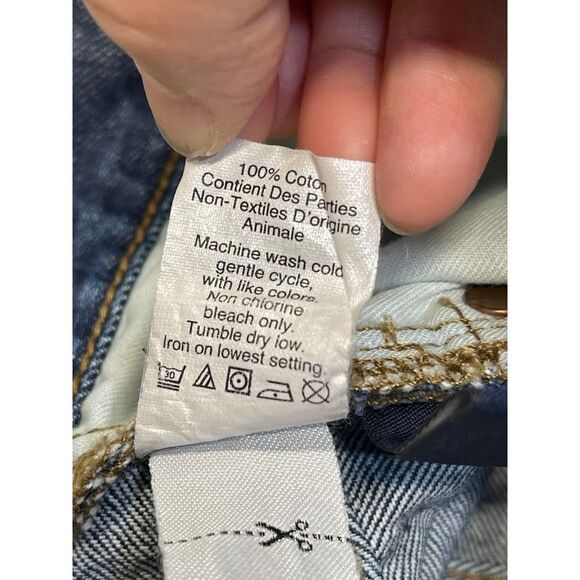 100% Coton
Contient Des Parties
Non-Textiles D'origine
Animale
Machine wash cold
gentle cycle,
with like colors.
Non chlorine
bleach only.
Tumble dry low.
Iron on lowest setting.
30